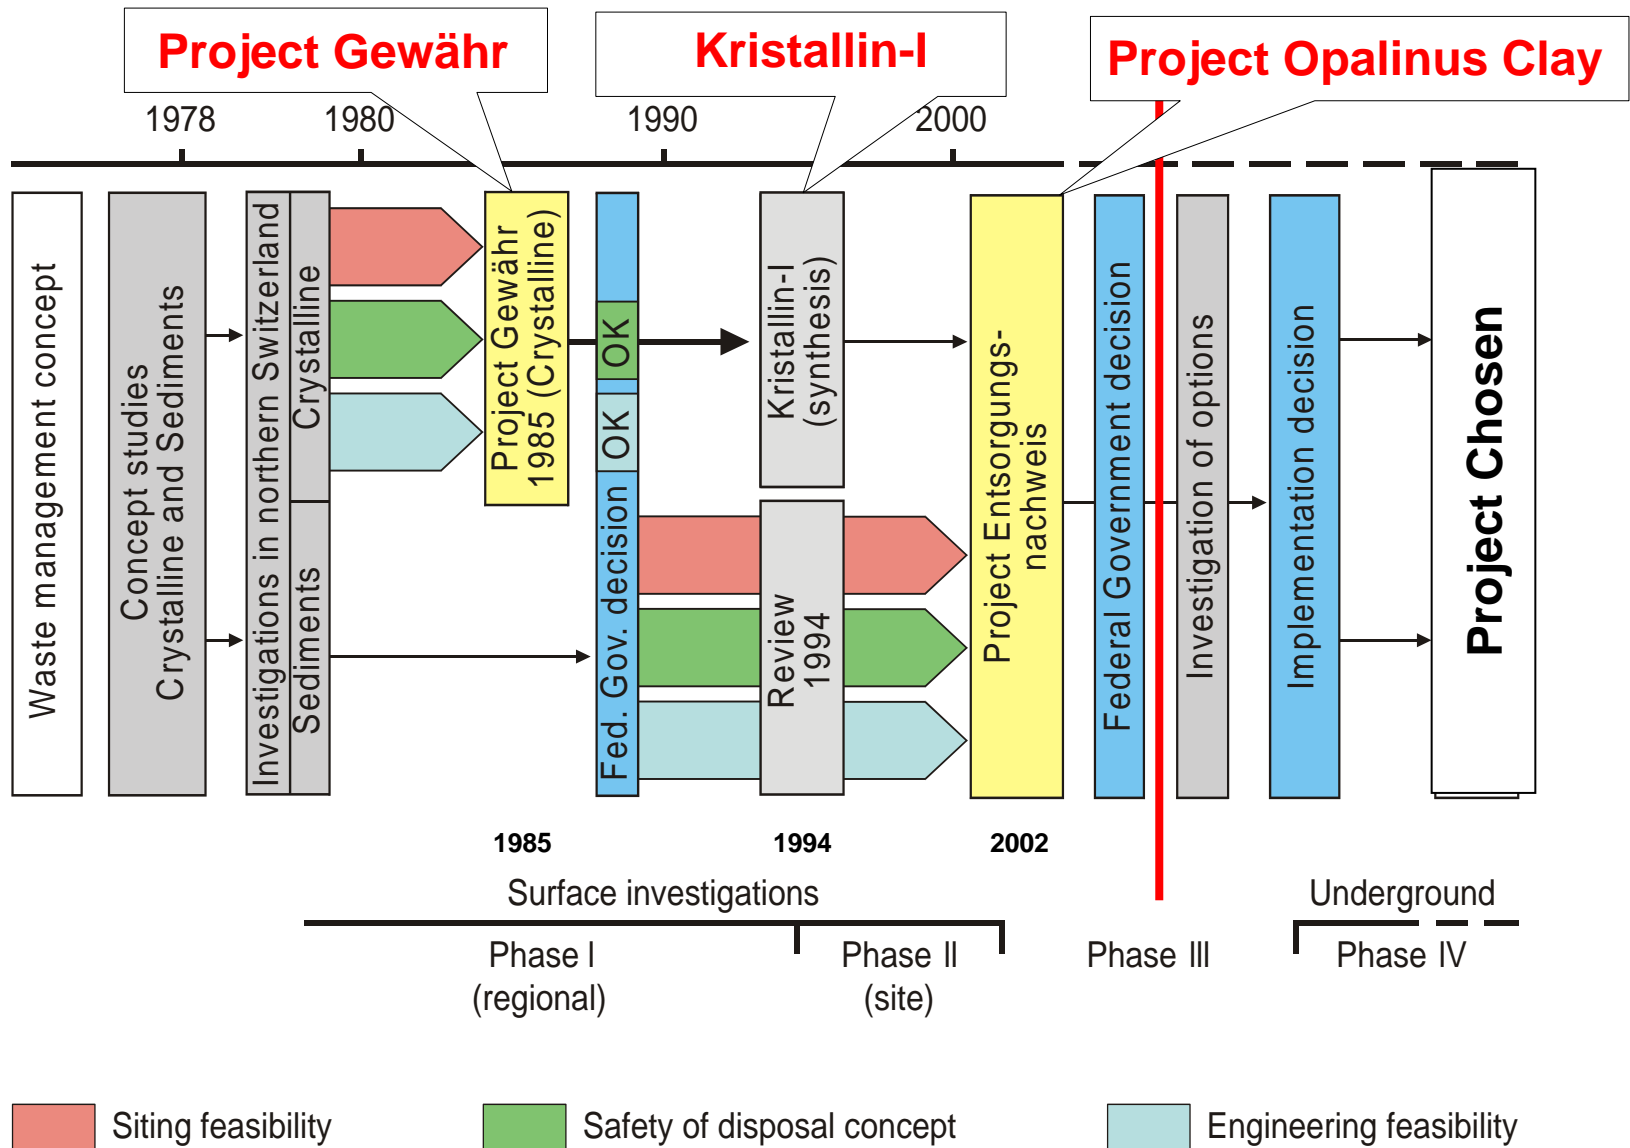 Project Gewähr
Kristallin-I
Project Opalinus Clay
1978
1980
1990
2000
Waste management concept
Concept studies
Crystalline and Sediments
Investigations in northern Switzerland
Crystalline
Sediments
Project Gewähr
1985 (Crystalline)
OK
OK
Fed. Gov. decision
Kristallin-I
(synthesis)
Review
1994
Project Entsorgungs-
nachweis
Federal Government decision
Investigation of options
Implementation decision
Project Chosen
1985
1994
2002
Surface investigations
Underground
Phase I
(regional)
Phase II
(site)
Phase III
Phase IV
Siting feasibility
Safety of disposal concept
Engineering feasibility